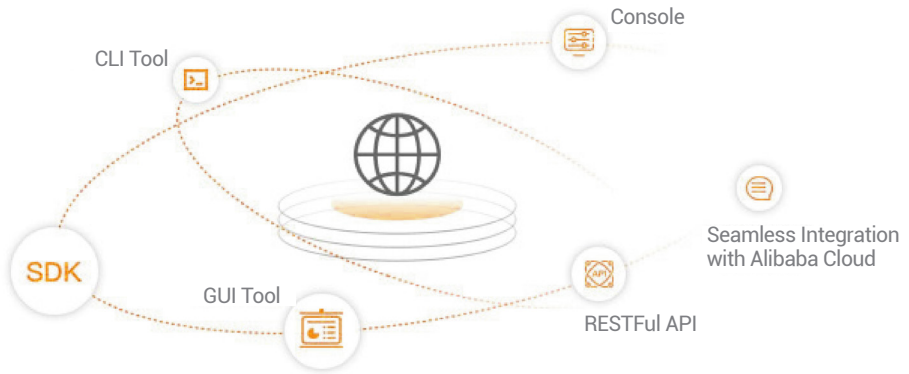 Console
CLI Tool
Seamless Integration
with Alibaba Cloud
SDK
API
GUI Tool
RESTFul API